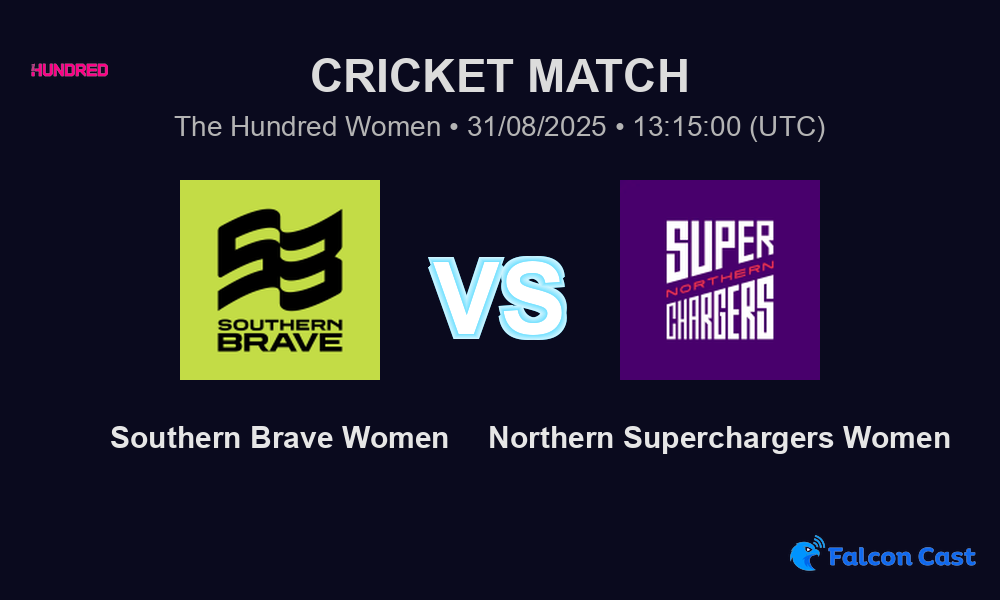 HUNDRED
CRICKET MATCH
The Hundred Women • 31/08/2025 • 13:15:00 (UTC)
SOUTHERN
BRAVE
VS
SUPER
NORTHERN
CHARGERS
Southern Brave Women
Northern Superchargers Women
Falcon Cast